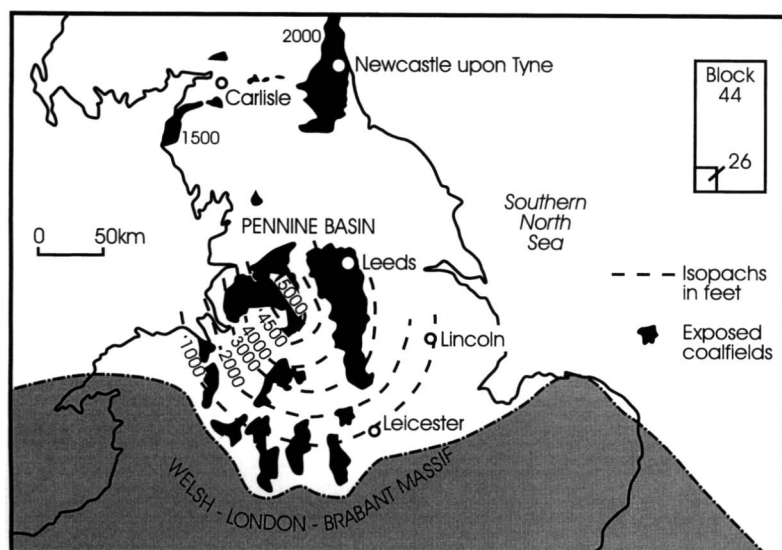 2000
Newcastle upon Tyne
Block
44
Carlisle
1500
26
Southern
North
Sea
PENNINE BASIN
0 50km
Leeds
Isopachs
in feet
5000
4500
4000
3000
2000
1000
Lincoln
Exposed
coalfields
Leicester
WELSH - LONDON - BRABANT MASSIF